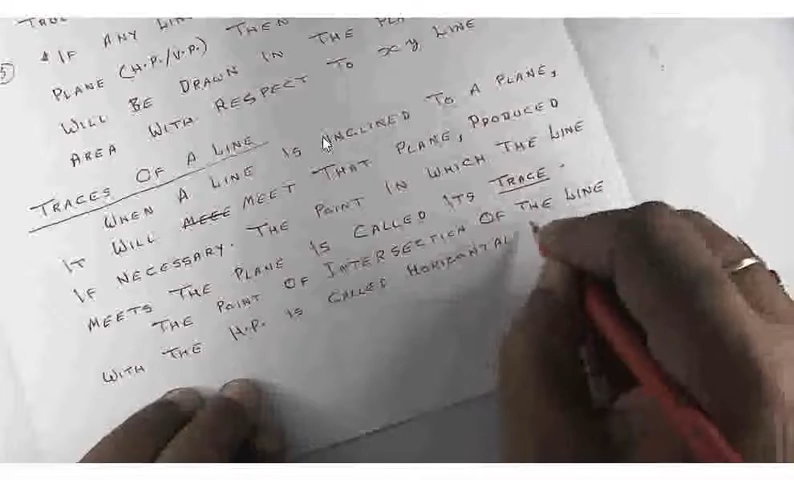 5
* IF ANY THEN
PLANE (H.P./V.P.)
WILL BE DRAWN IN THE
AREA WITH RESPECT TO xy LINE
TRACES OF A LINE
WHEN A LINE IS INCLINED TO A PLANE,
IT WILL MEET THAT PLANE, PRODUCED
IF NECESSARY. THE POINT IN WHICH THE LINE
MEETS THE PLANE IS CALLED ITS TRACE.
THE POINT OF INTERSECTION OF THE LINE
WITH THE H.P. IS CALLED HORIZONTAL